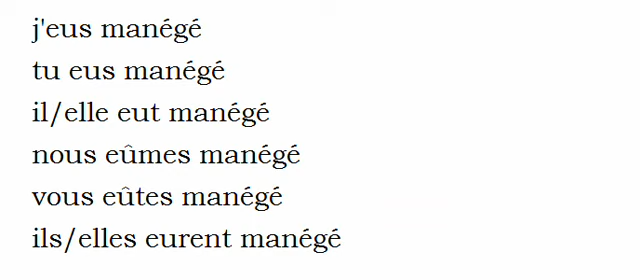 j'eus manégé
tu eus manégé
il/elle eut manégé
nous eûmes manégé
vous eûtes manégé
ils/elles eurent manégé